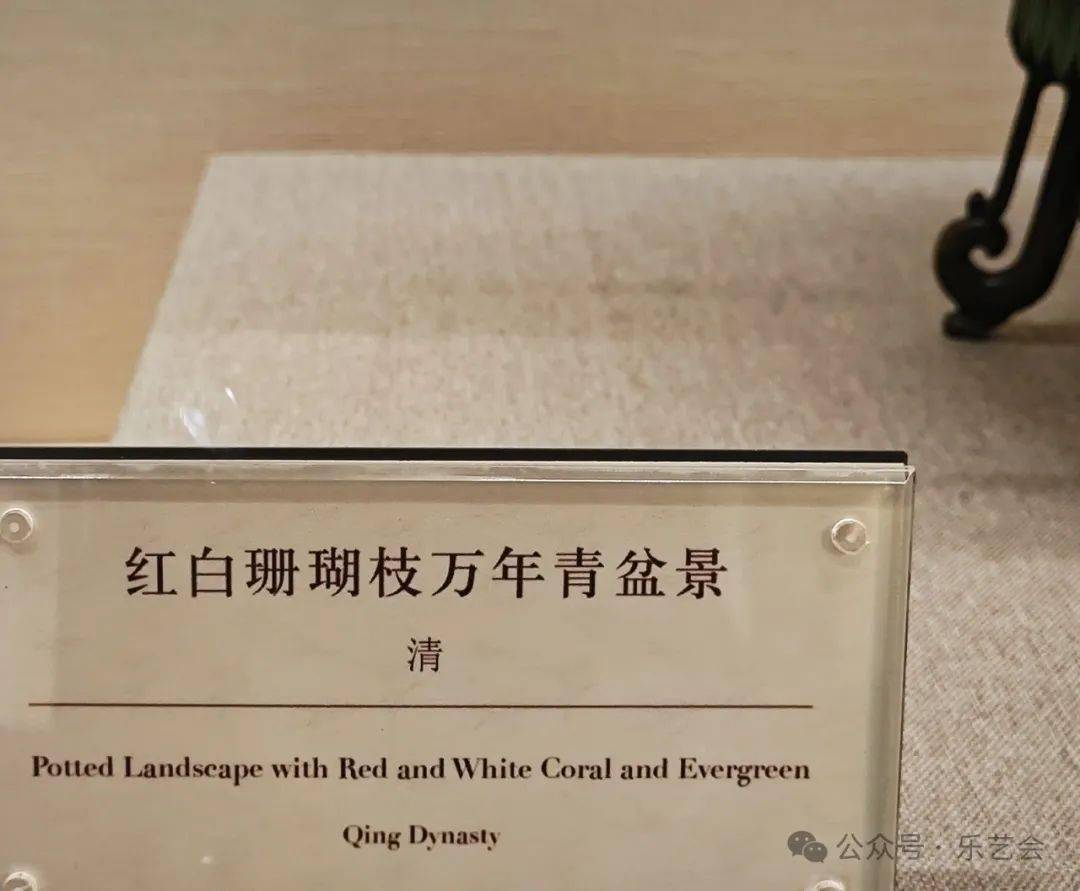 红白珊瑚枝万年青盆景
清
Potted Landscape with Red and White Coral and Evergreen
Qing Dynasty
公众号·乐艺会